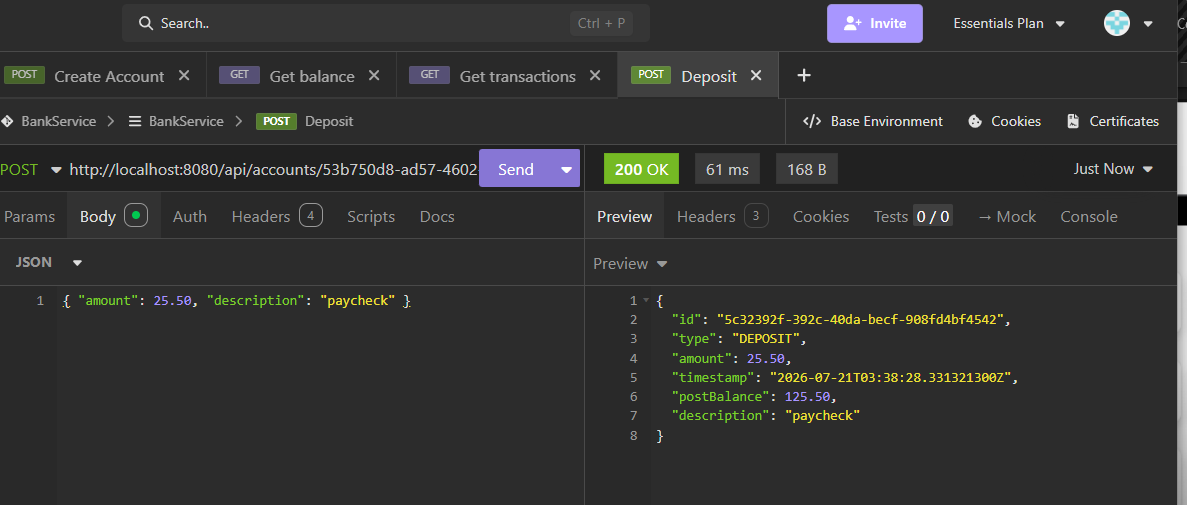 Search.. Ctrl + P Invite Essentials Plan
POST Create Account GET Get balance GET Get transactions POST Deposit
BankService BankService POST Deposit Base Environment Cookies Certificates
POST http://localhost:8080/api/accounts/53b750d8-ad57-4602 Send 200 OK 61 ms 168 B Just Now
Params Body Auth Headers 4 Scripts Docs Preview Headers 3 Cookies Tests 0 / 0 → Mock Console
JSON Preview
1 { "amount": 25.50, "description": "paycheck" }
1 {
2 "id": "5c32392f-392c-40da-becf-908fd4bf4542",
3 "type": "DEPOSIT",
4 "amount": 25.50,
5 "timestamp": "2026-07-21T03:38:28.331321300Z",
6 "postBalance": 125.50,
7 "description": "paycheck"
8 }